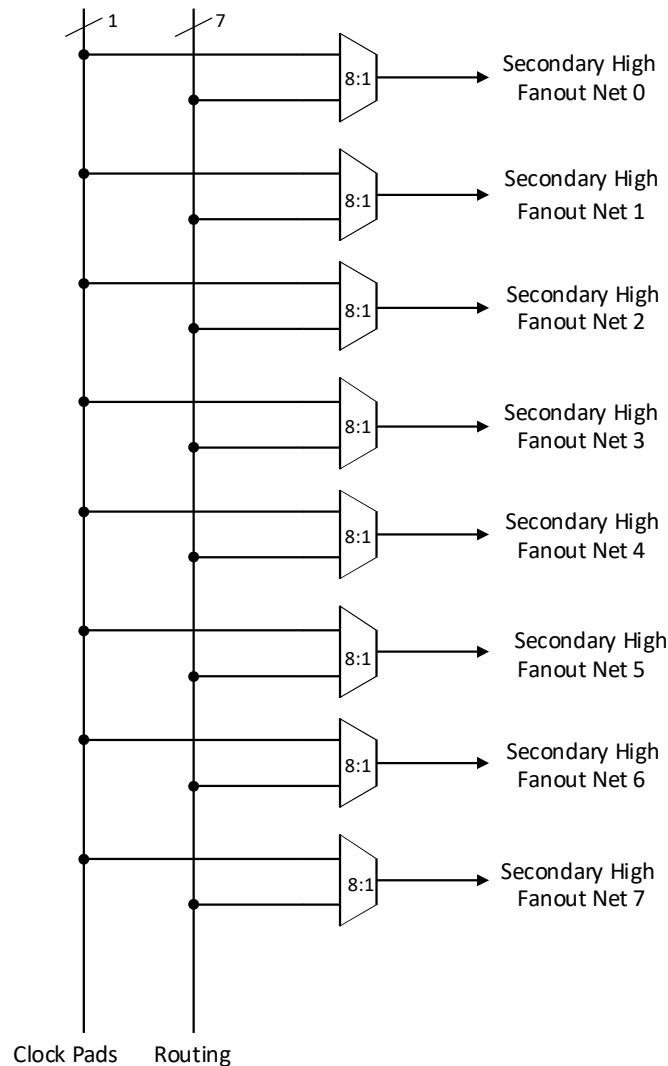 1
7
8:1
Secondary High
Fanout Net 0
8:1
Secondary High
Fanout Net 1
8:1
Secondary High
Fanout Net 2
8:1
Secondary High
Fanout Net 3
8:1
Secondary High
Fanout Net 4
8:1
Secondary High
Fanout Net 5
8:1
Secondary High
Fanout Net 6
8:1
Secondary High
Fanout Net 7
Clock Pads
Routing